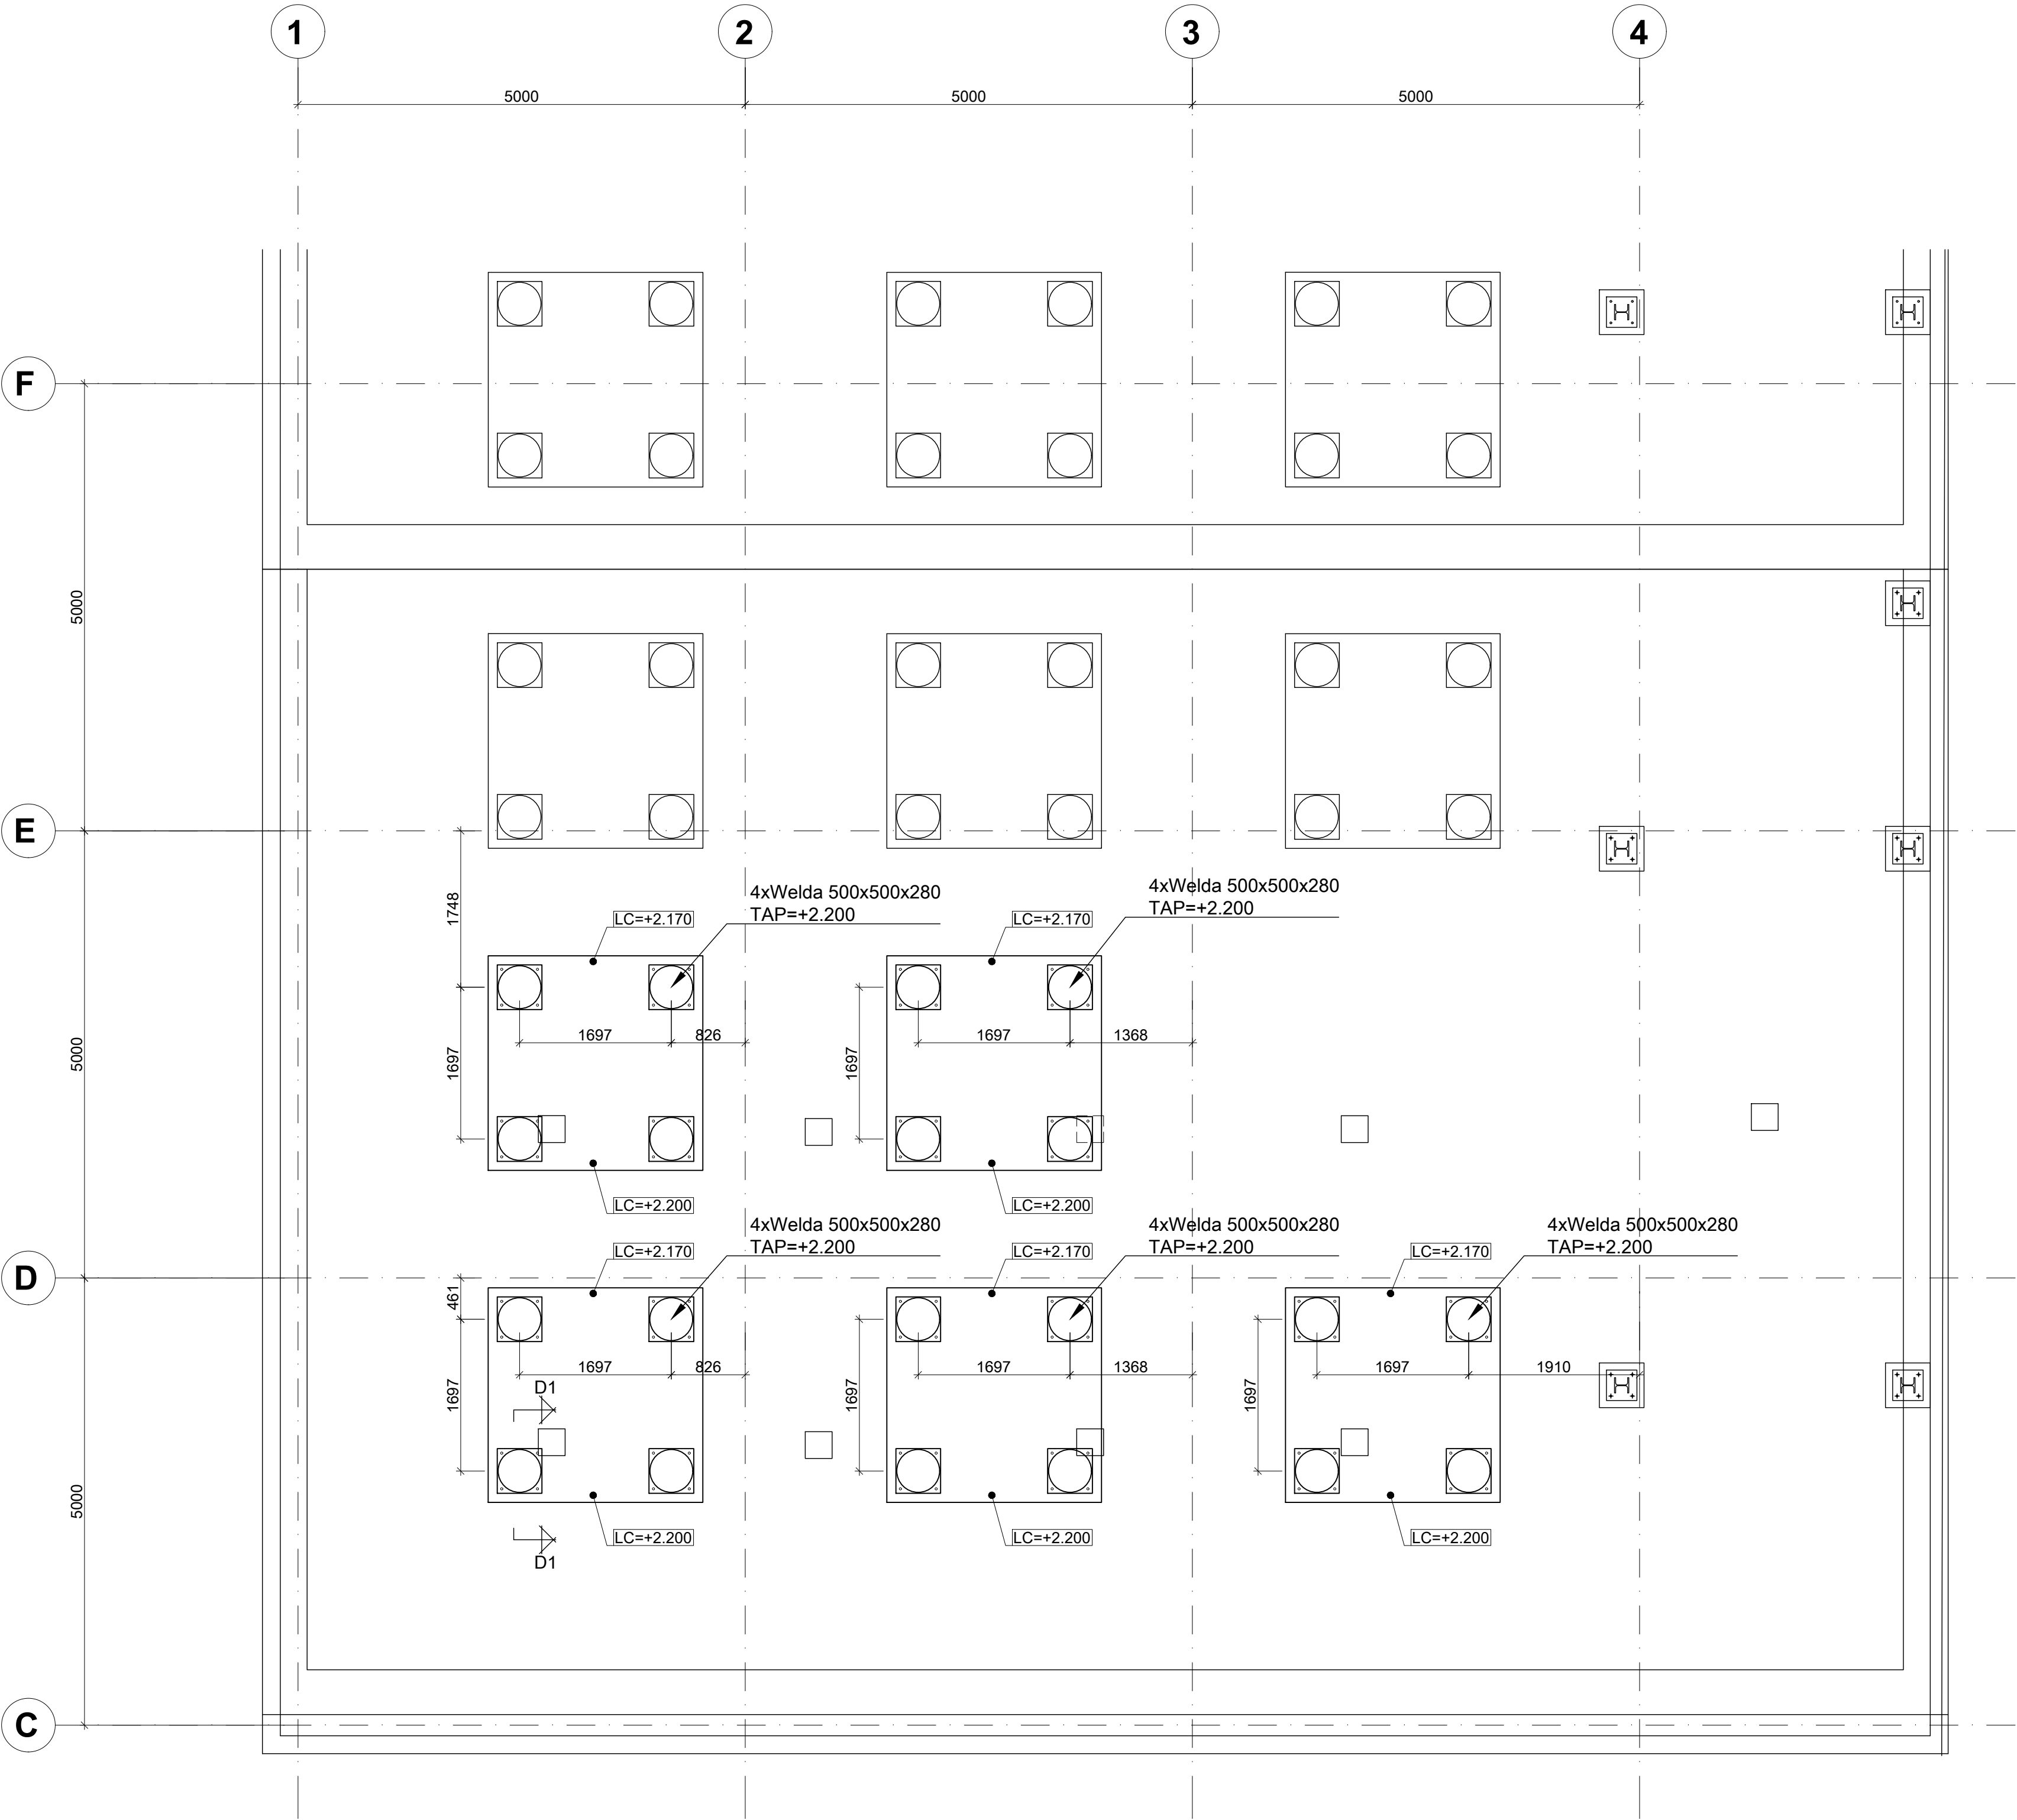 1
2
3
4
5000
5000
5000
F
5000
E
1748
4xWelda 500x500x280
TAP=+2.200
4xWelda 500x500x280
TAP=+2.200
LC=+2.170
LC=+2.170
5000
1697
1697
826
1697
1697
1368
LC=+2.200
LC=+2.200
4xWelda 500x500x280
TAP=+2.200
4xWelda 500x500x280
TAP=+2.200
4xWelda 500x500x280
TAP=+2.200
LC=+2.170
LC=+2.170
LC=+2.170
D
461
1697
1697
826
1697
1697
1368
1697
1697
1910
D1
5000
LC=+2.200
LC=+2.200
LC=+2.200
D1
C